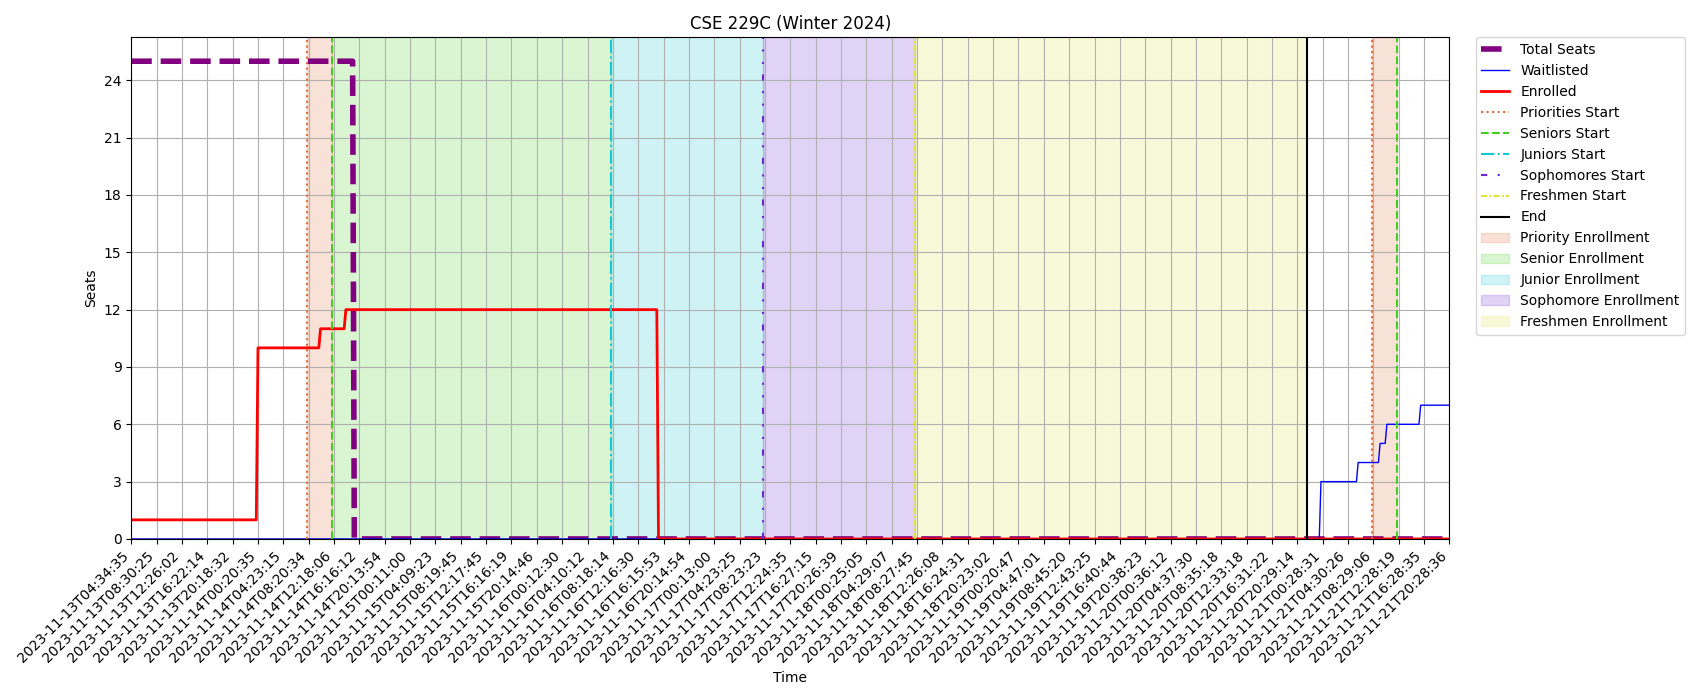 CSE 229C (Winter 2024)
Seats
24
21
18
15
12
9
6
3
0
2023-11-13T04:34:35
2023-11-13T08:30:25
2023-11-13T12:26:02
2023-11-13T16:22:14
2023-11-13T20:18:32
2023-11-14T00:20:35
2023-11-14T04:23:15
2023-11-14T08:20:34
2023-11-14T12:18:06
2023-11-14T16:16:12
2023-11-14T20:13:54
2023-11-15T00:11:00
2023-11-15T04:09:23
2023-11-15T08:19:45
2023-11-15T12:17:45
2023-11-15T16:16:19
2023-11-15T20:14:46
2023-11-16T00:12:30
2023-11-16T04:10:12
2023-11-16T08:18:14
2023-11-16T12:16:30
2023-11-16T16:15:53
2023-11-16T20:14:54
2023-11-17T00:13:00
2023-11-17T04:23:25
2023-11-17T08:23:23
2023-11-17T12:24:35
2023-11-17T16:27:15
2023-11-17T20:26:39
2023-11-18T00:25:05
2023-11-18T04:29:07
2023-11-18T08:27:45
2023-11-18T12:26:08
2023-11-18T16:24:31
2023-11-18T20:23:02
2023-11-19T00:20:47
2023-11-19T04:47:01
2023-11-19T08:45:20
2023-11-19T12:43:25
2023-11-19T16:40:44
2023-11-19T20:38:23
2023-11-20T00:36:12
2023-11-20T04:37:30
2023-11-20T08:35:18
2023-11-20T12:33:18
2023-11-20T16:31:22
2023-11-20T20:29:14
2023-11-21T00:28:31
2023-11-21T04:30:26
2023-11-21T08:29:06
2023-11-21T12:28:19
2023-11-21T16:28:35
2023-11-21T20:28:36
Time
Total Seats
Waitlisted
Enrolled
Priorities Start
Seniors Start
Juniors Start
Sophomores Start
Freshmen Start
End
Priority Enrollment
Senior Enrollment
Junior Enrollment
Sophomore Enrollment
Freshmen Enrollment